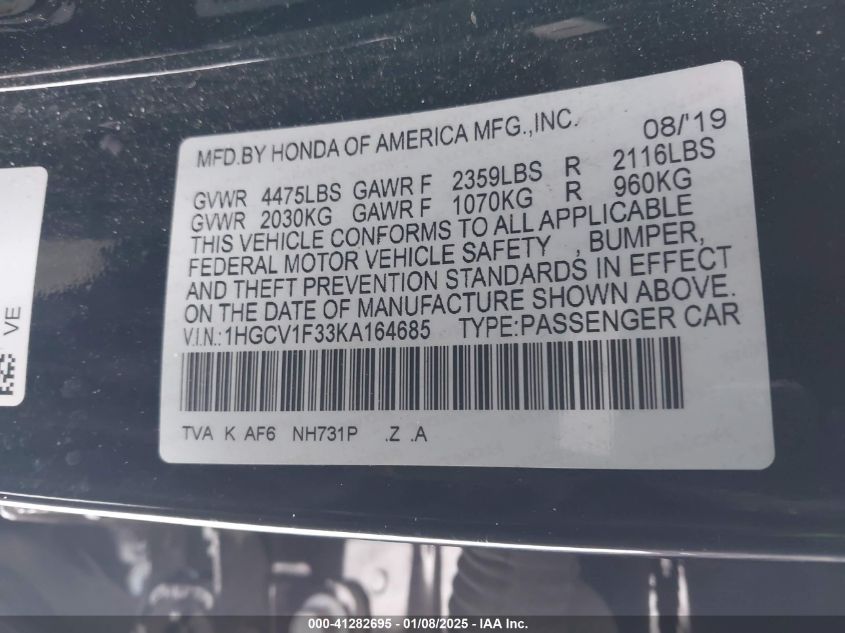 MFD.BY HONDA OF AMERICA MFG.,INC. 08/'19
GVWR 4475LBS GAWR F 2359LBS R 2116LBS
GVWR 2030KG GAWR F 1070KG R 960KG
THIS VEHICLE CONFORMS TO ALL APPLICABLE
FEDERAL MOTOR VEHICLE SAFETY , BUMPER,
AND THEFT PREVENTION STANDARDS IN EFFECT
ON THE DATE OF MANUFACTURE SHOWN ABOVE.
V.I.N.:1HGCV1F33KA164685 TYPE:PASSENGER CAR
TVA K AF6 NH731P .Z .A
VE
000-41282695 - 01/08/2025 - IAA Inc.